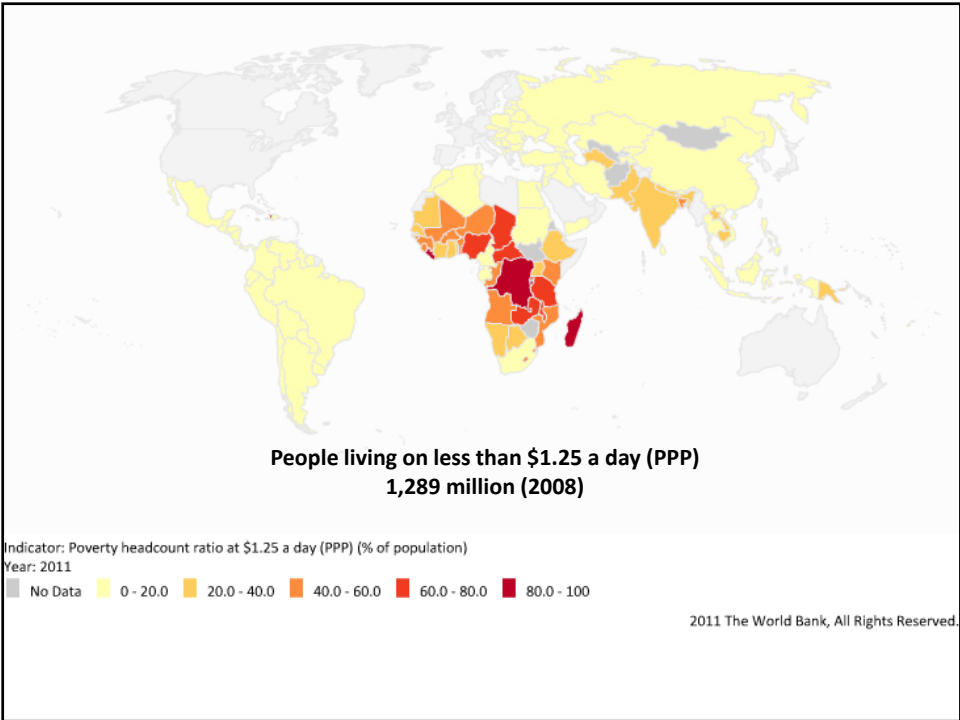 People living on less than $1.25 a day (PPP)
1,289 million (2008)
Indicator: Poverty headcount ratio at $1.25 a day (PPP) (% of population)
Year: 2011
No Data 0 - 20.0 20.0 - 40.0 40.0 - 60.0 60.0 - 80.0 80.0 - 100
2011 The World Bank, All Rights Reserved.